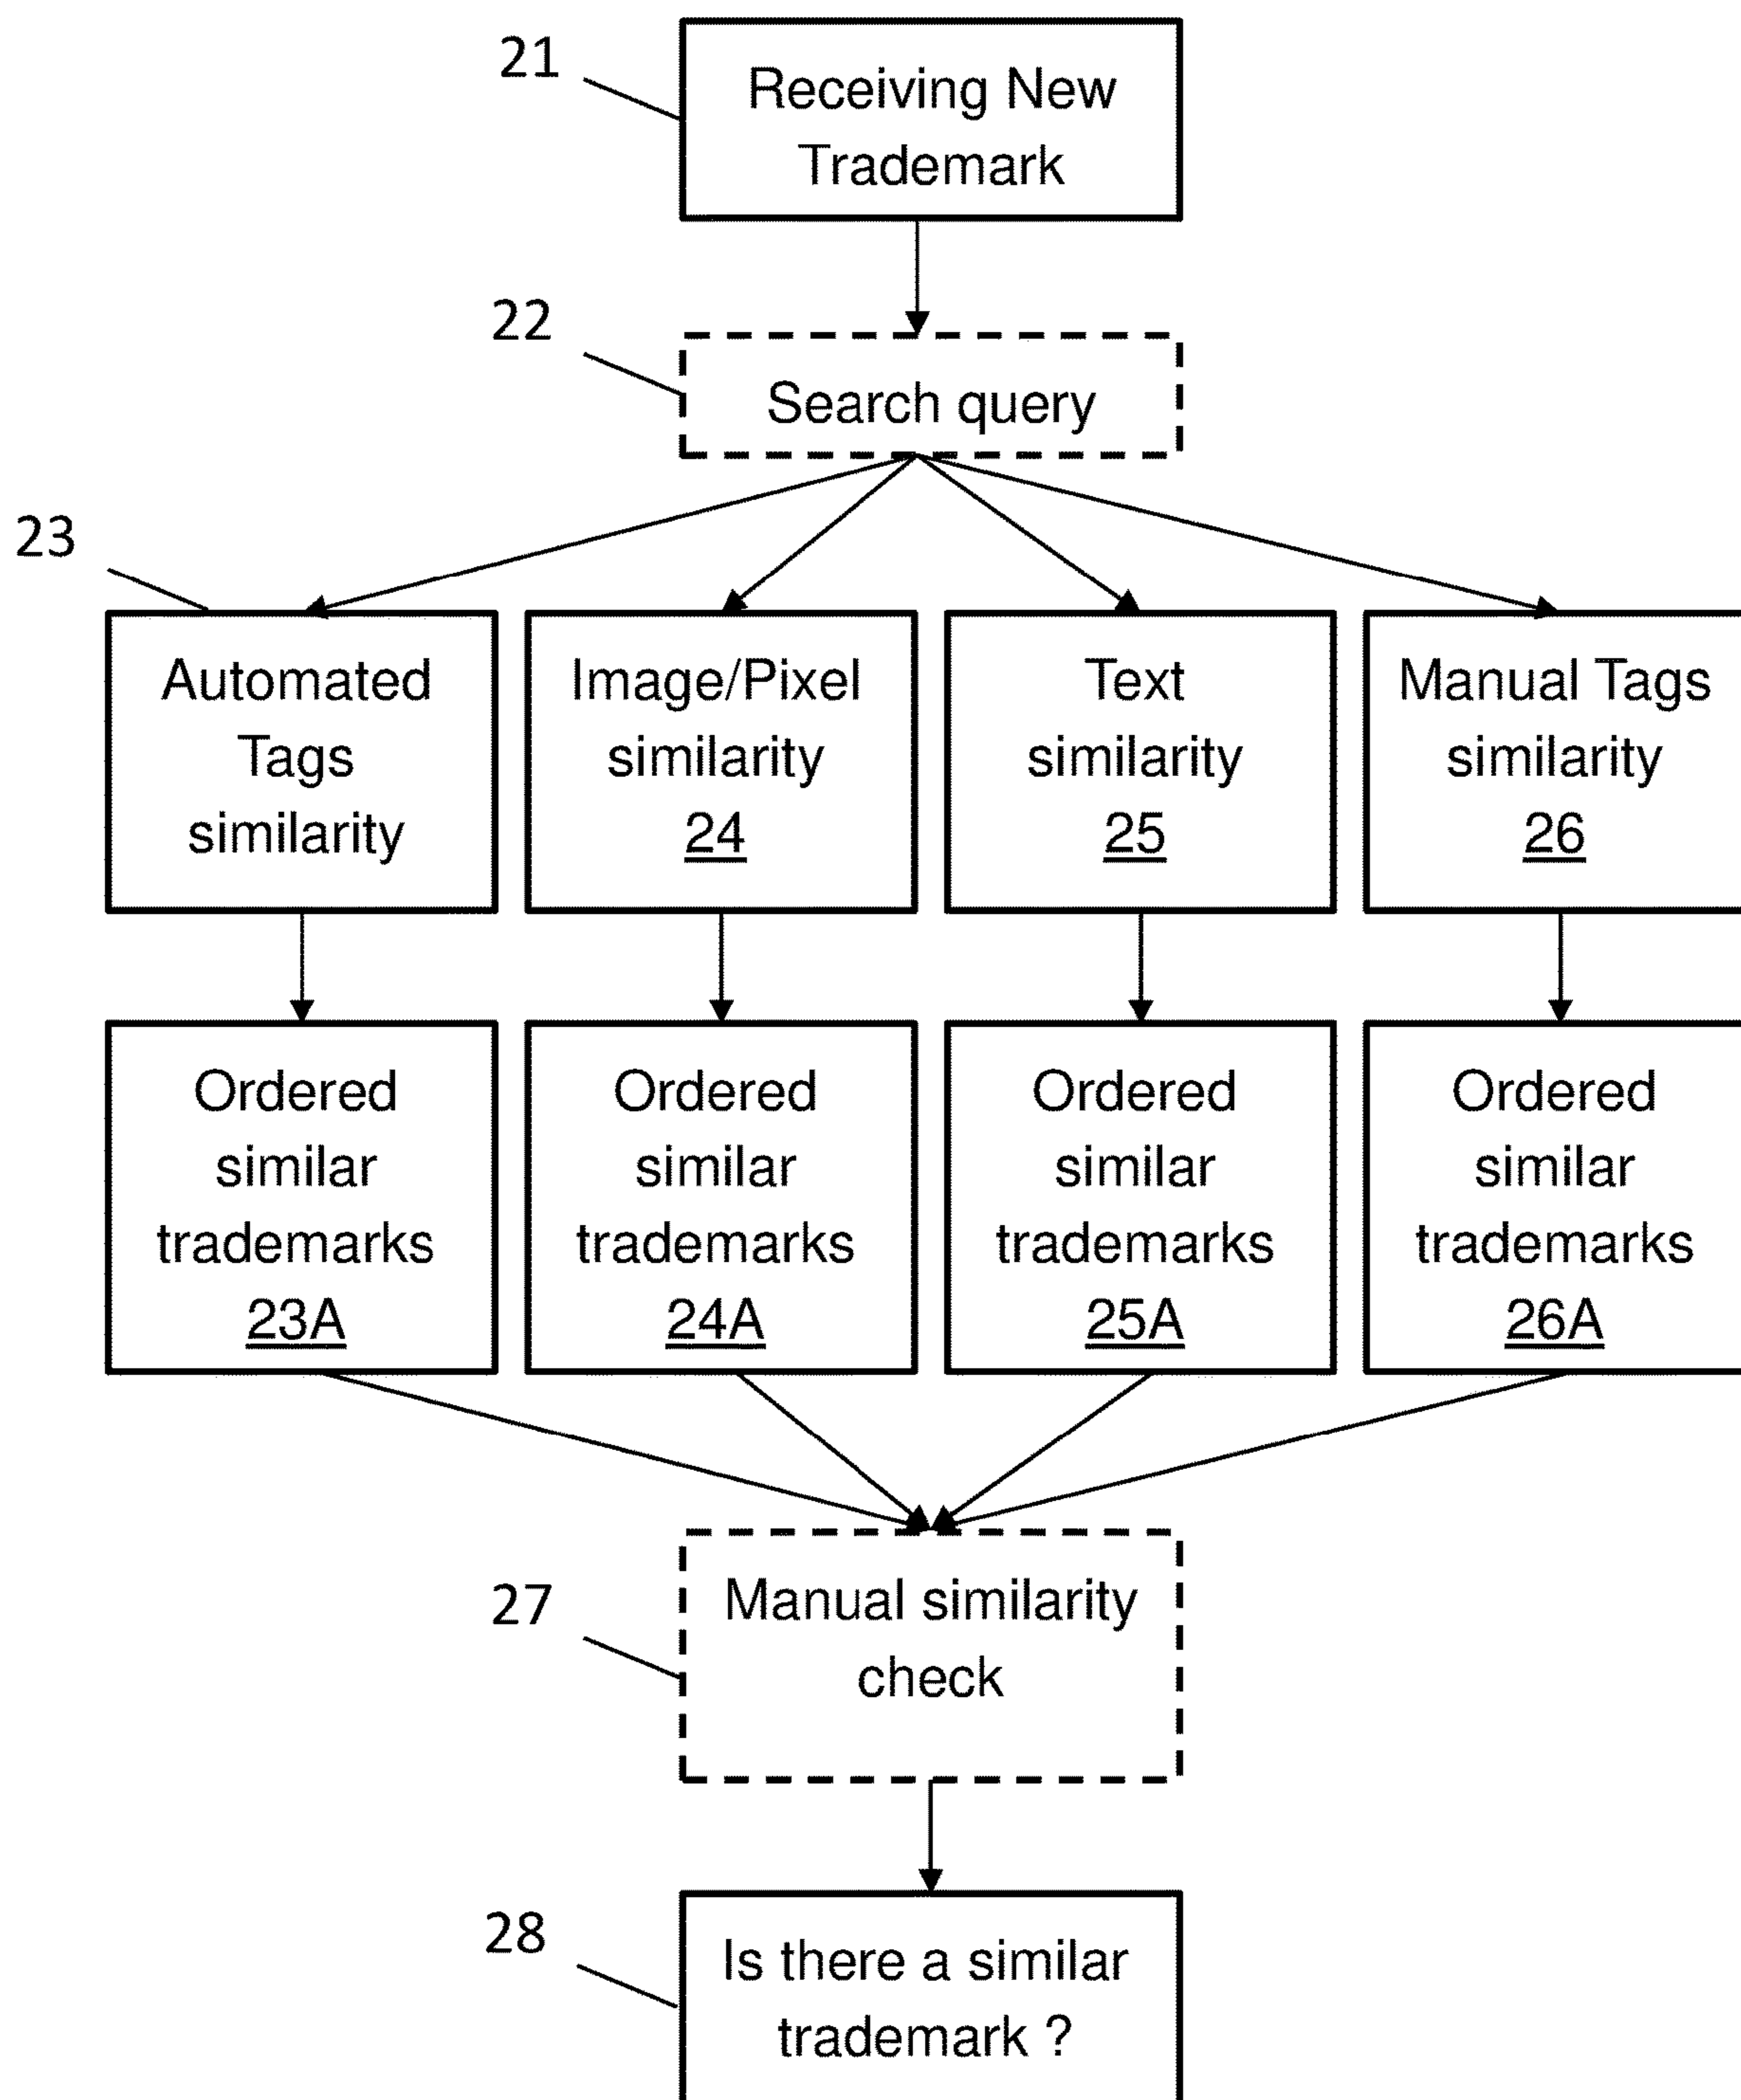 21
Receiving New
Trademark
22
Search query
23
Automated
Tags
similarity
Image/Pixel
similarity
24
Text
similarity
25
Manual Tags
similarity
26
Ordered
similar
trademarks
23A
Ordered
similar
trademarks
24A
Ordered
similar
trademarks
25A
Ordered
similar
trademarks
26A
27
Manual similarity
check
28
Is there a similar
trademark ?